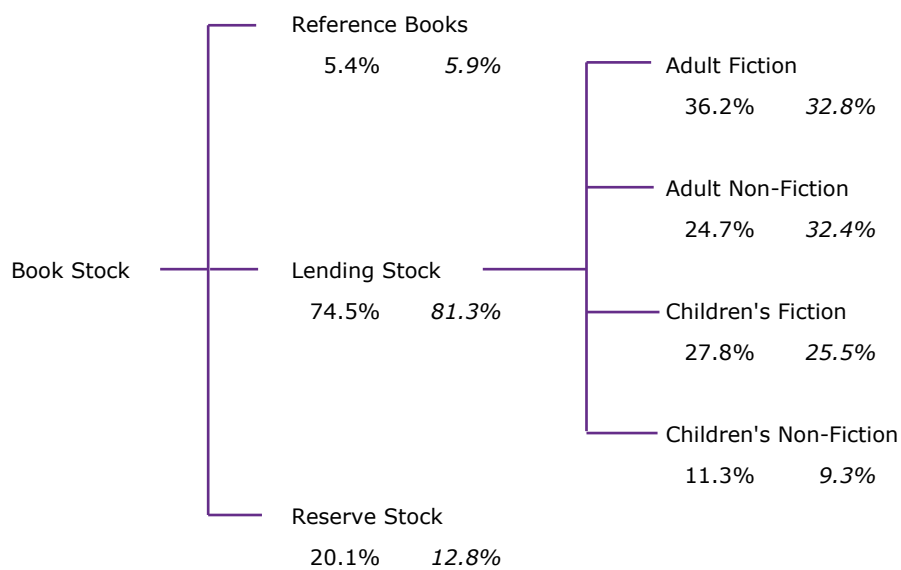 Reference Books
5.4% 5.9%
Adult Fiction
36.2% 32.8%
Adult Non-Fiction
24.7% 32.4%
Book Stock
Lending Stock
74.5% 81.3%
Children's Fiction
27.8% 25.5%
Children's Non-Fiction
11.3% 9.3%
Reserve Stock
20.1% 12.8%